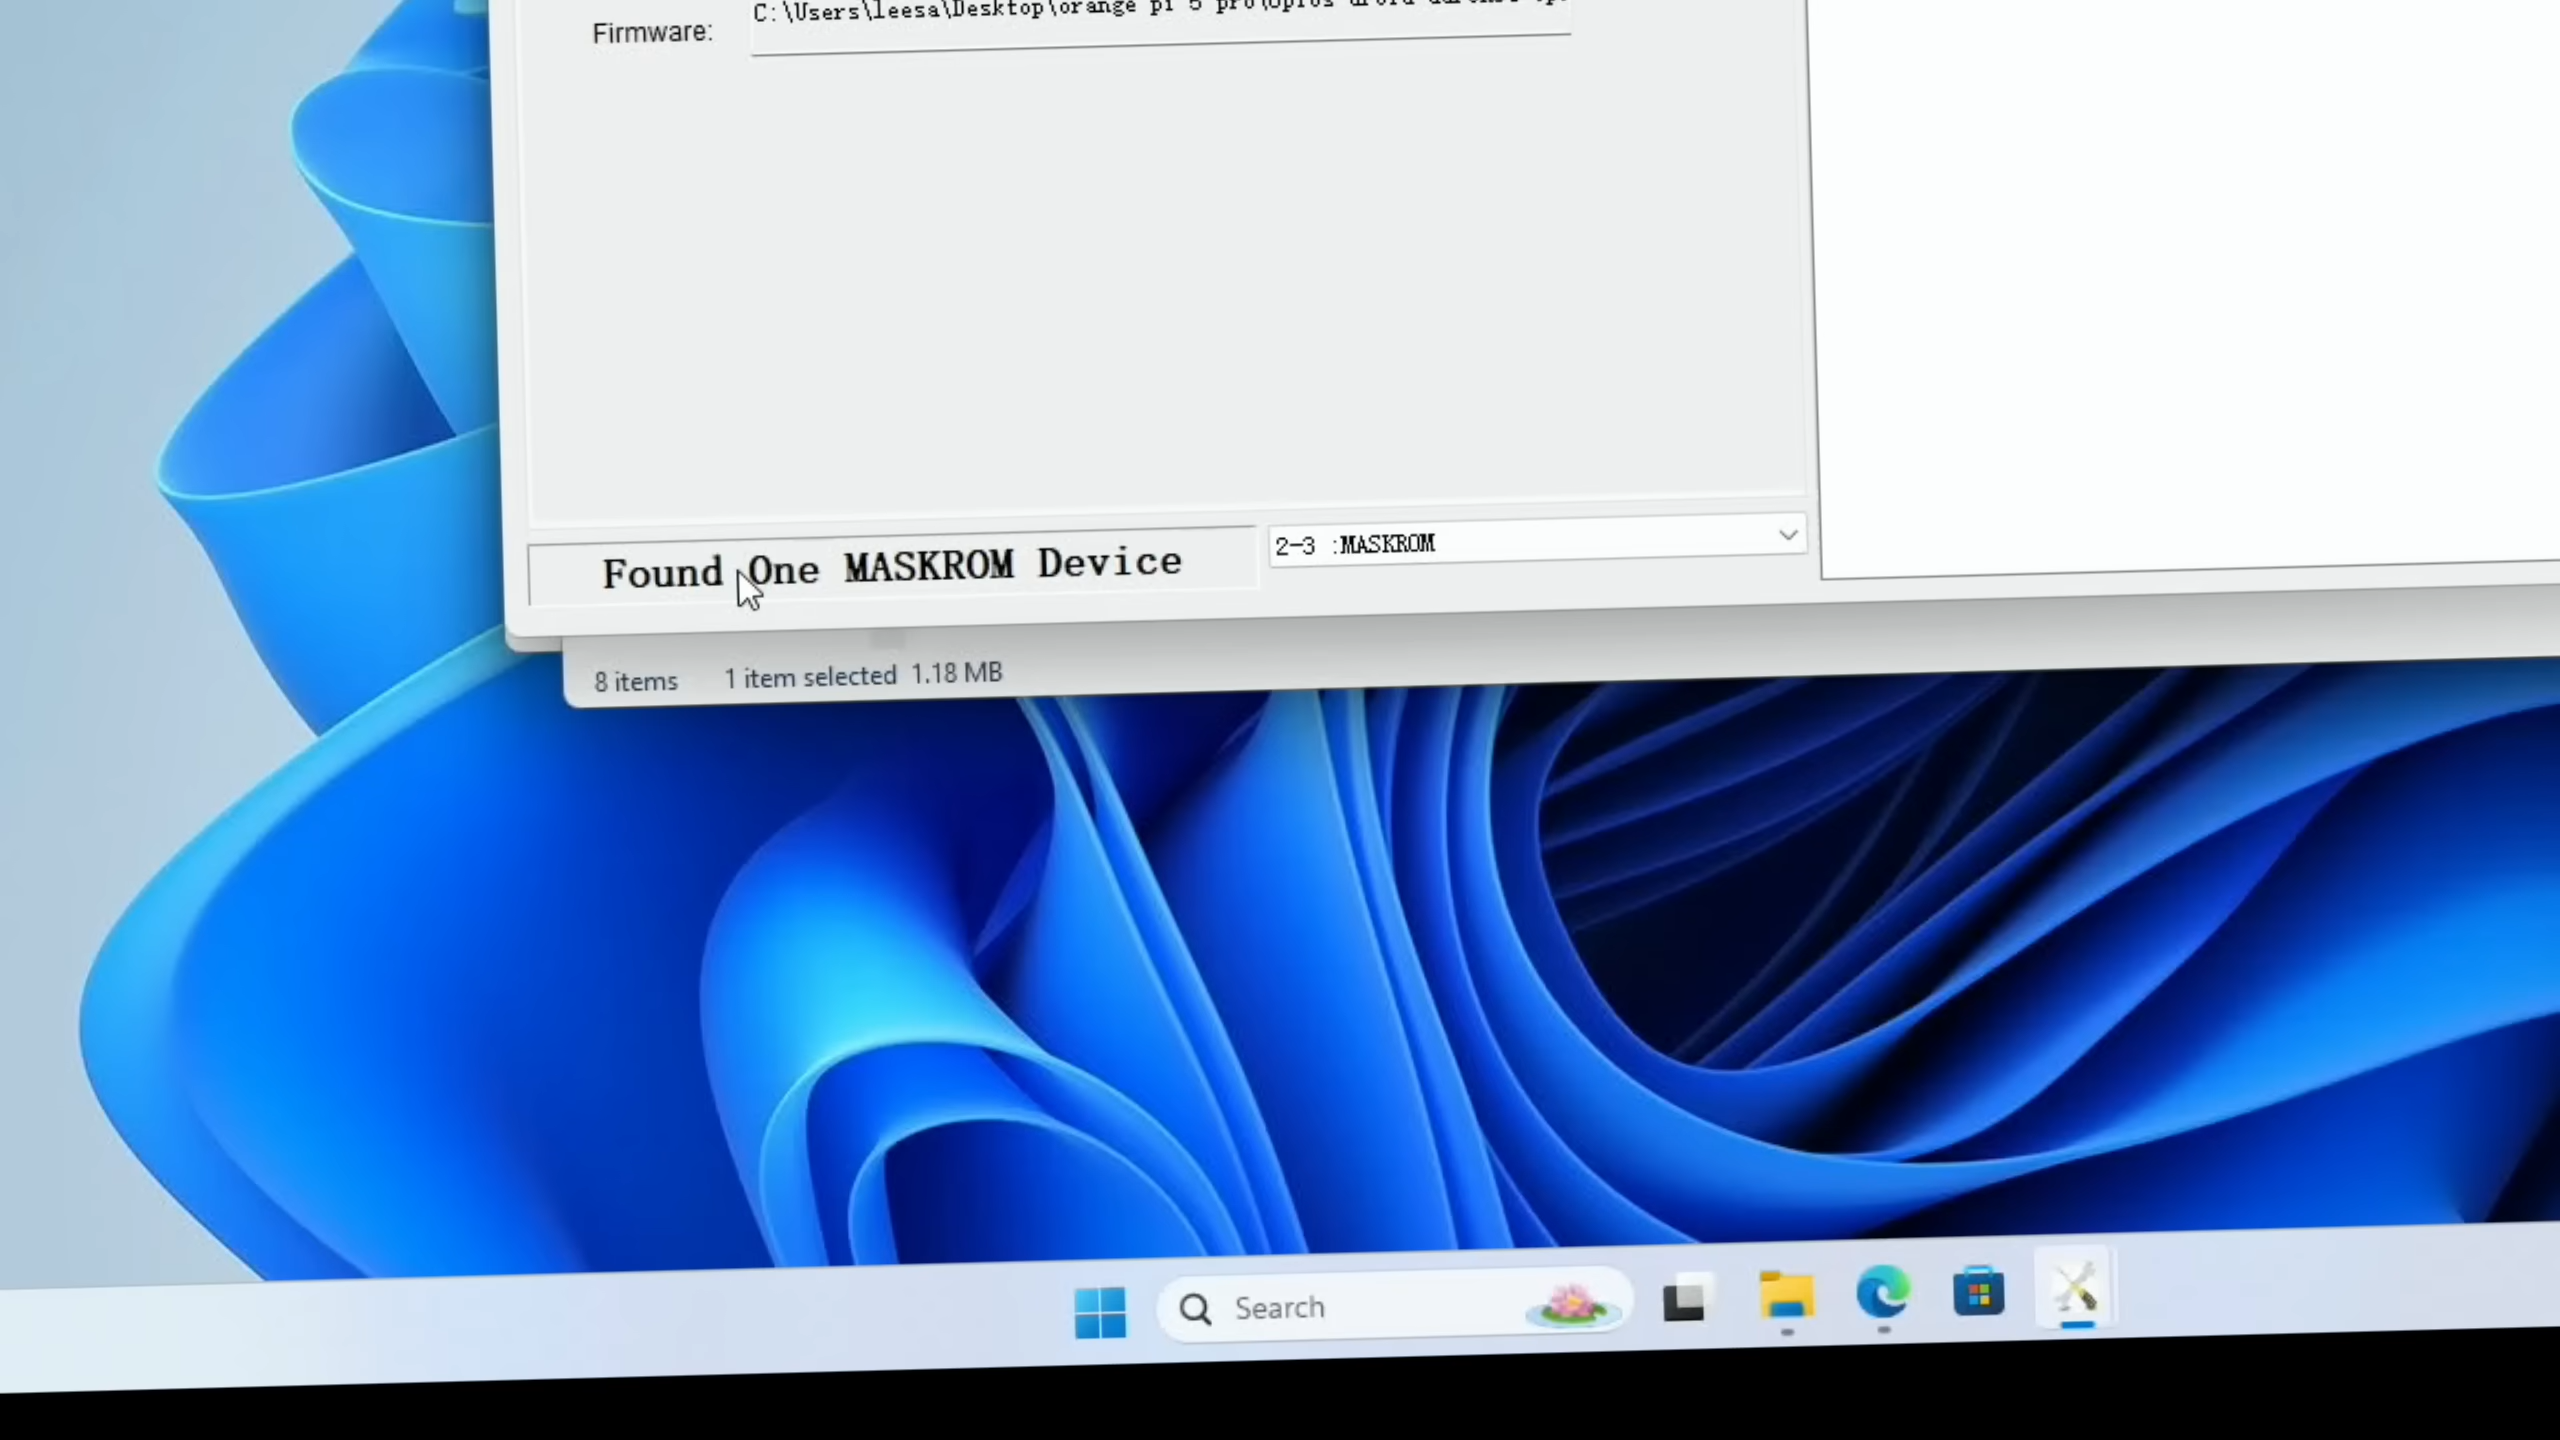 Firmware:
C:\Users\leesa\Desktop\orange pi 5 pro\
Found One MASKROM Device
2-3 :MASKROM
8 items 1 item selected 1.18 MB
Search